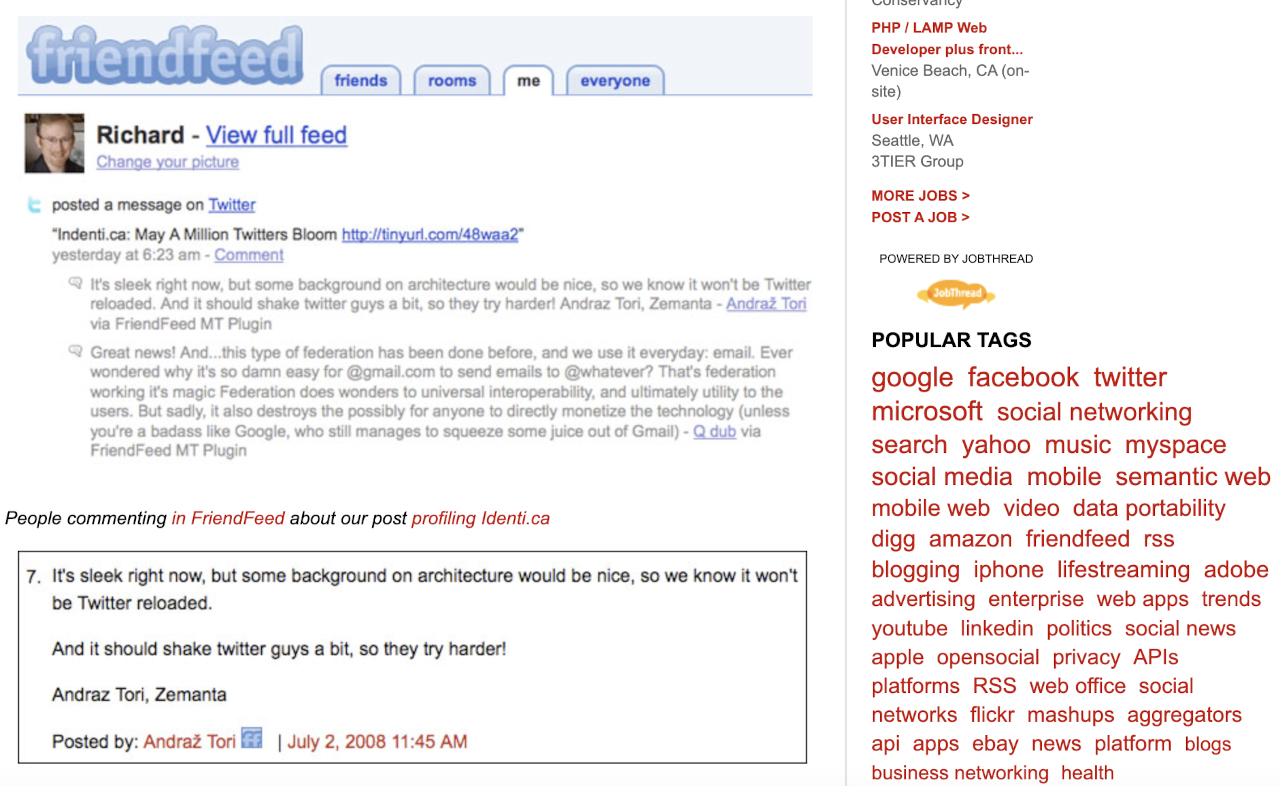 friendfeed
friends rooms me everyone
Richard - View full feed
Change your picture
posted a message on Twitter
“Indenti.ca: May A Million Twitters Bloom http://tinyurl.com/48waa2”
yesterday at 6:23 am - Comment
It's sleek right now, but some background on architecture would be nice, so we know it won't be Twitter
reloaded. And it should shake twitter guys a bit, so they try harder! Andraz Tori, Zemanta - Andraž Tori
via FriendFeed MT Plugin
Great news! And...this type of federation has been done before, and we use it everyday: email. Ever
wondered why it's so damn easy for @gmail.com to send emails to @whatever? That's federation
working it's magic Federation does wonders to universal interoperability, and ultimately utility to the
users. But sadly, it also destroys the possibly for anyone to directly monetize the technology (unless
you're a badass like Google, who still manages to squeeze some juice out of Gmail) - Q dub via
FriendFeed MT Plugin
People commenting in FriendFeed about our post profiling Identi.ca
7. It's sleek right now, but some background on architecture would be nice, so we know it won't
be Twitter reloaded.
And it should shake twitter guys a bit, so they try harder!
Andraz Tori, Zemanta
Posted by: Andraž Tori ff | July 2, 2008 11:45 AM
Conservancy
PHP / LAMP Web
Developer plus front...
Venice Beach, CA (on-
site)
User Interface Designer
Seattle, WA
3TIER Group
MORE JOBS >
POST A JOB >
POWERED BY JOBTHREAD
JobThread
POPULAR TAGS
google facebook twitter
microsoft social networking
search yahoo music myspace
social media mobile semantic web
mobile web video data portability
digg amazon friendfeed rss
blogging iphone lifestreaming adobe
advertising enterprise web apps trends
youtube linkedin politics social news
apple opensocial privacy APIs
platforms RSS web office social
networks flickr mashups aggregators
api apps ebay news platform blogs
business networking health